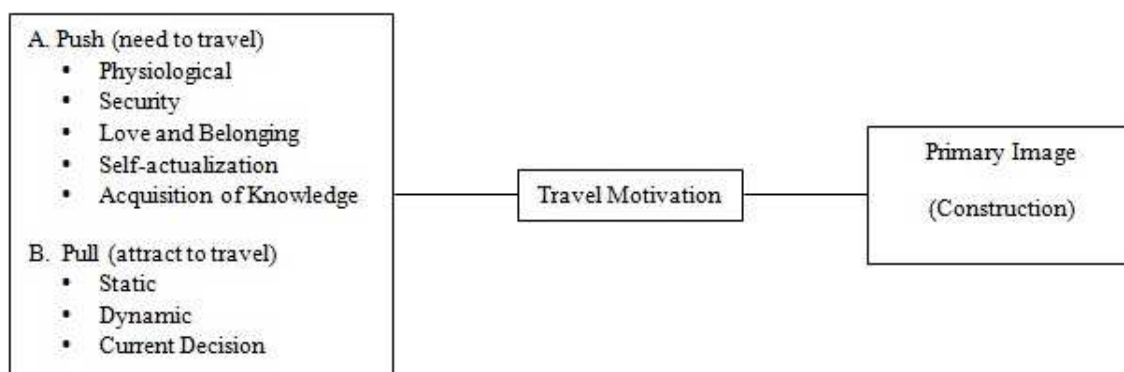 A. Push (need to travel)
• Physiological
• Security
• Love and Belonging
• Self-actualization
• Acquisition of Knowledge
B. Pull (attract to travel)
• Static
• Dynamic
• Current Decision
Travel Motivation
Primary Image
(Construction)